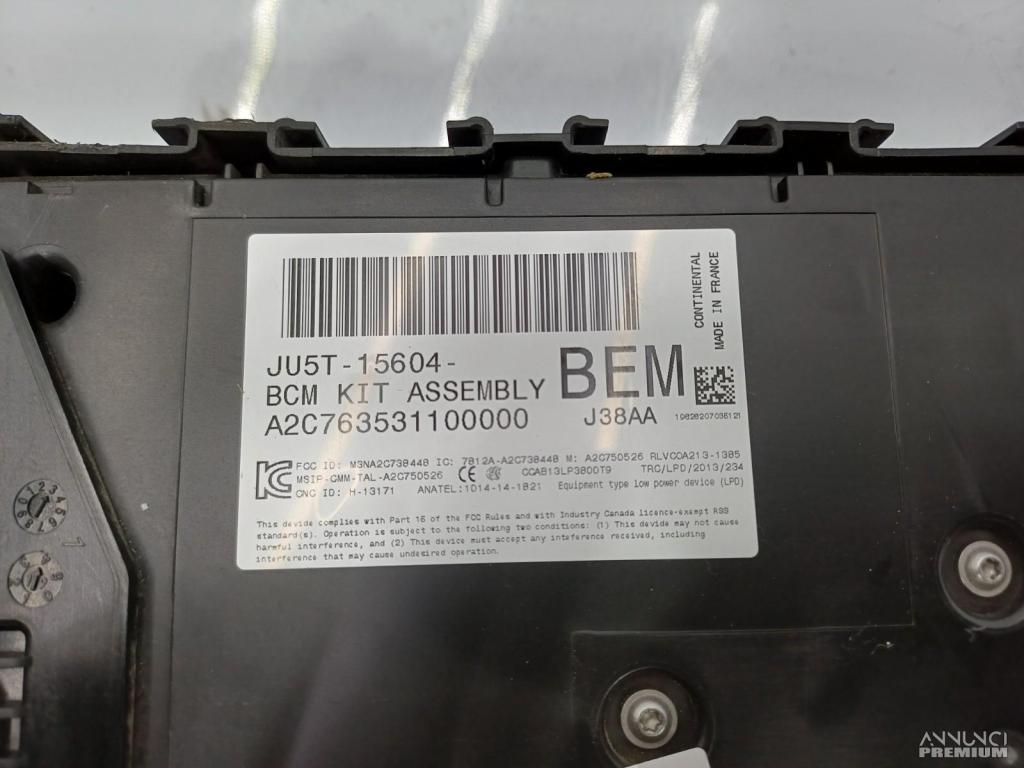 CONTINENTAL
MADE IN FRANCE
JU5T-15604-
BCM KIT ASSEMBLY
BEM
A2C763531100000
J38AA
19828207036121
FCC ID: M3NA2C738448 IC: 7812A-A2C738448 M: A2C750526 RLVCOA213-1385
MSIP-CMM-TAL-A2C750526 CE CCAB13LP3800T9 TRC/LPD/2013/234
CNC ID: H-13171 ANATEL:1014-14-1821 Equipment type low power device (LPD)
This device complies with Part 15 of the FCC Rules and with Industry Canada licence-exempt RSS
standard(s). Operation is subject to the following two conditions: (1) This device may not cause
harmful interference, and (2) This device must accept any interference received, including
interference that may cause undesired operation.
ANNUNCI
PREMIUM